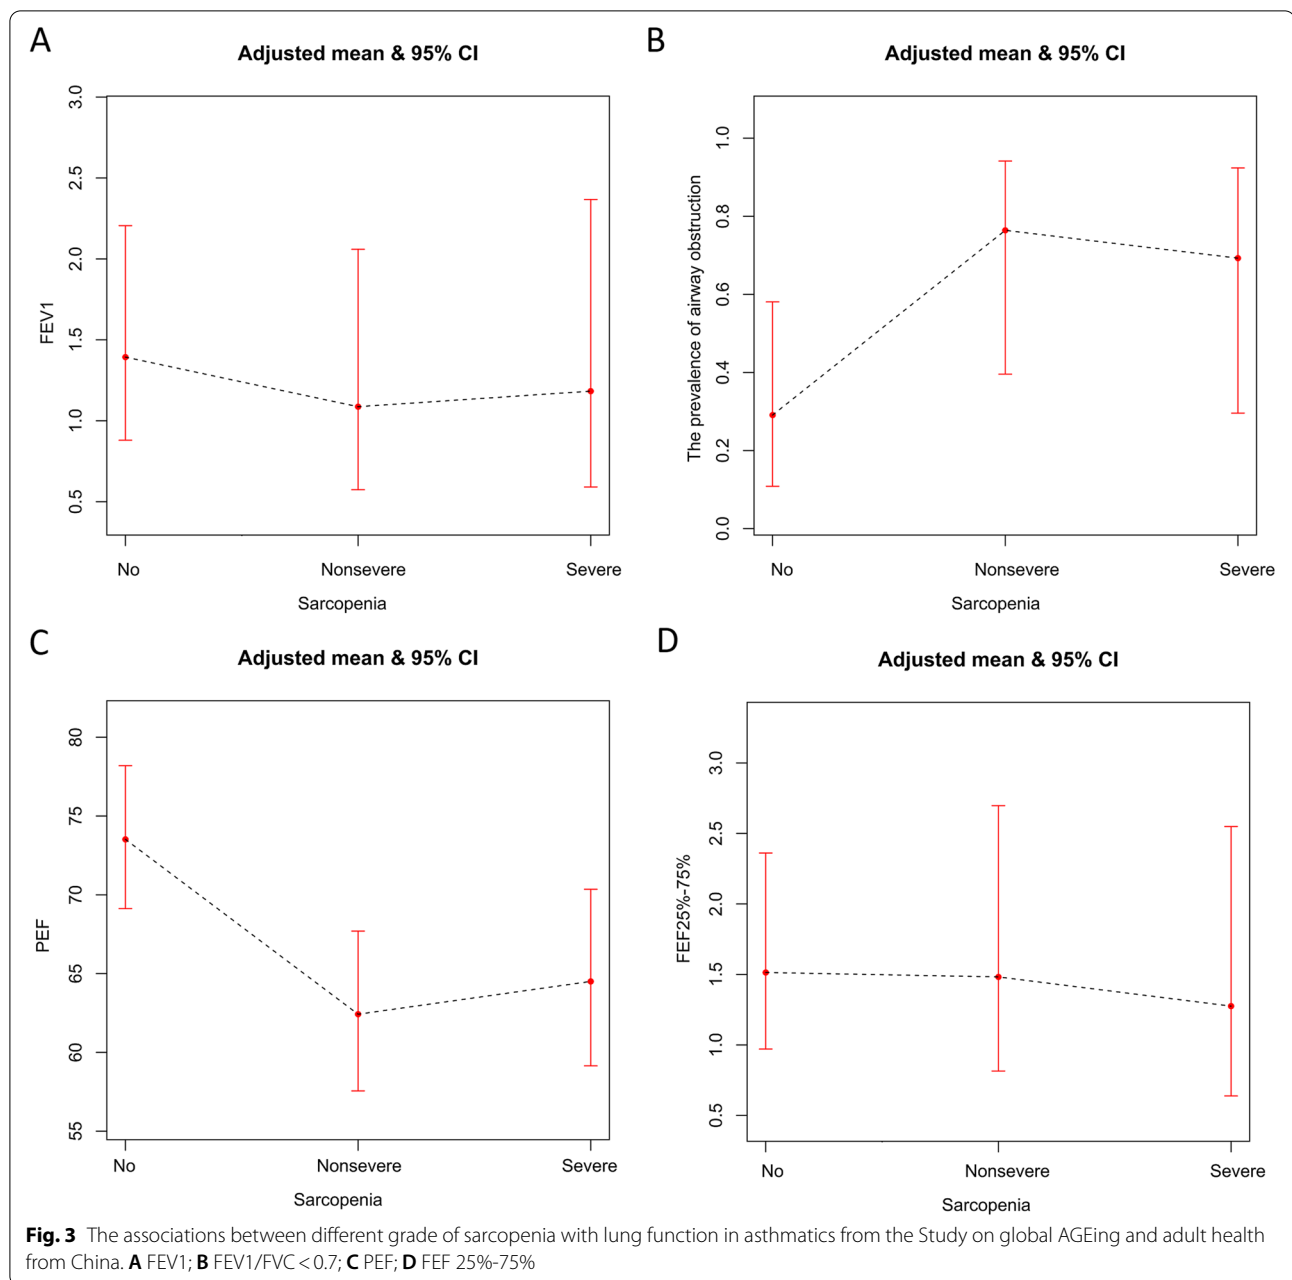 A
Adjusted mean & 95% CI
3.0
2.5
2.0
1.5
1.0
0.5
FEV1
No
Nonsevere
Severe
Sarcopenia
B
Adjusted mean & 95% CI
1.0
0.8
0.6
0.4
0.2
0.0
The prevalence of airway obstruction
No
Nonsevere
Severe
Sarcopenia
C
Adjusted mean & 95% CI
80
75
70
65
60
55
PEF
No
Nonsevere
Severe
Sarcopenia
D
Adjusted mean & 95% CI
3.0
2.5
2.0
1.5
1.0
0.5
FEF25%-75%
No
Nonsevere
Severe
Sarcopenia
Fig. 3 The associations between different grade of sarcopenia with lung function in asthmatics from the Study on global AGEing and adult health
from China. A FEV1; B FEV1/FVC < 0.7; C PEF; D FEF 25%-75%